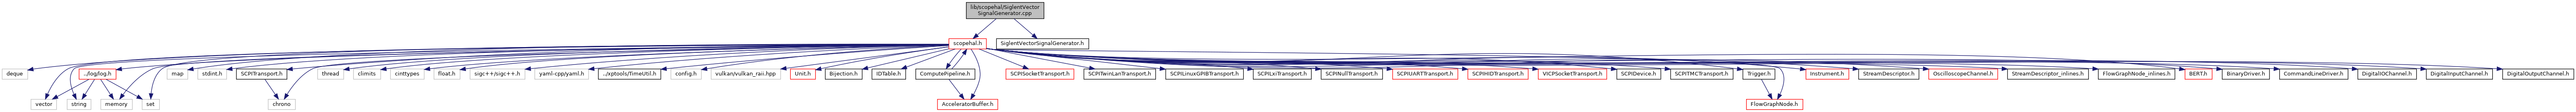 lib/scopehal/SiglentVector
SignalGenerator.cpp
scopehal.h
SiglentVectorSignalGenerator.h
deque
../log/log.h
map
stdint.h
SCPITransport.h
thread
climits
cinttypes
float.h
sigc++/sigc++.h
yaml-cpp/yaml.h
../xptools/TimeUtil.h
config.h
vulkan/vulkan_raii.hpp
Unit.h
Bijection.h
IDTable.h
ComputePipeline.h
SCPISocketTransport.h
SCPITwinLanTransport.h
SCPILinuxGPIBTransport.h
SCPILxiTransport.h
SCPINullTransport.h
SCPIUARTTransport.h
SCPIHIDTransport.h
VICPSocketTransport.h
SCPIDevice.h
SCPITMCTransport.h
Trigger.h
Instrument.h
StreamDescriptor.h
OscilloscopeChannel.h
StreamDescriptor_inlines.h
FlowGraphNode_inlines.h
BERT.h
BinaryDriver.h
CommandLineDriver.h
DigitalIOChannel.h
DigitalInputChannel.h
DigitalOutputChannel.h
vector
string
memory
set
chrono
AcceleratorBuffer.h
FlowGraphNode.h